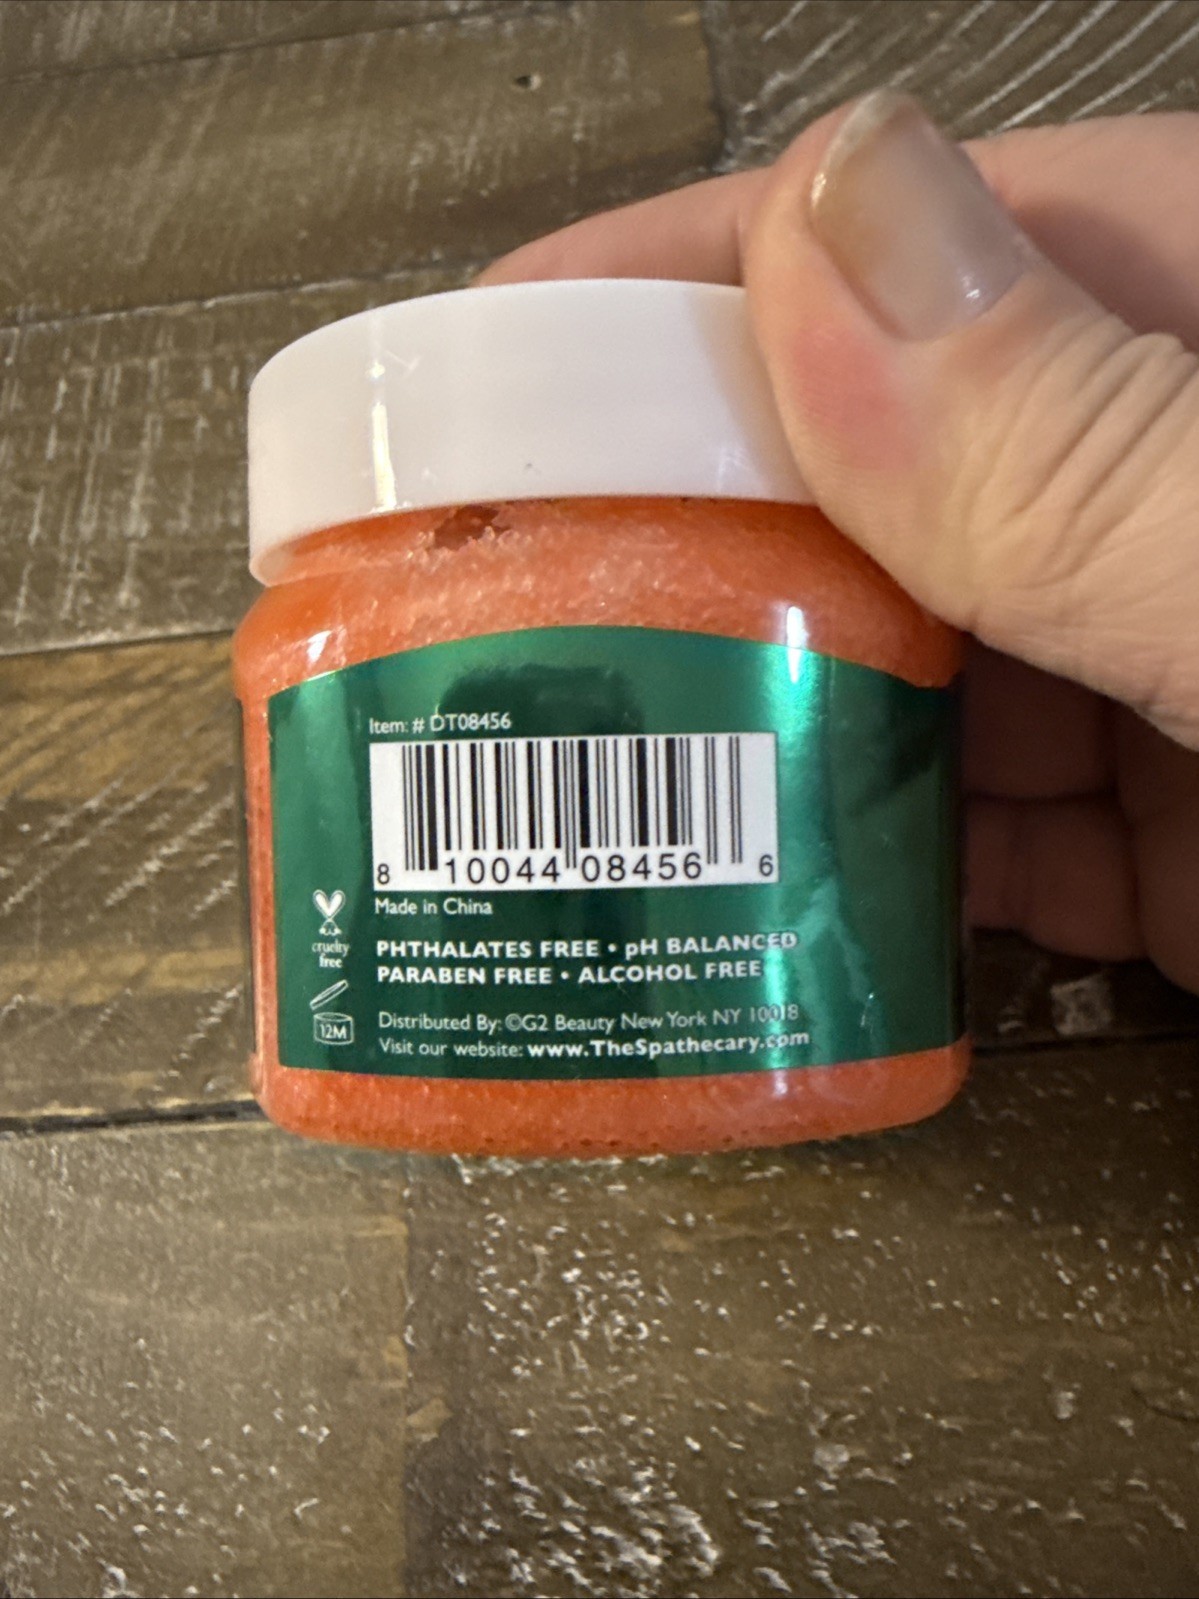 Item: # DT08456
8 10044 08456 6
Made in China
cruelty
free
PHTHALATES FREE • pH BALANCED
PARABEN FREE • ALCOHOL FREE
12M
Distributed By: ©G2 Beauty New York NY 10018
Visit our website: www.TheSpathecary.com